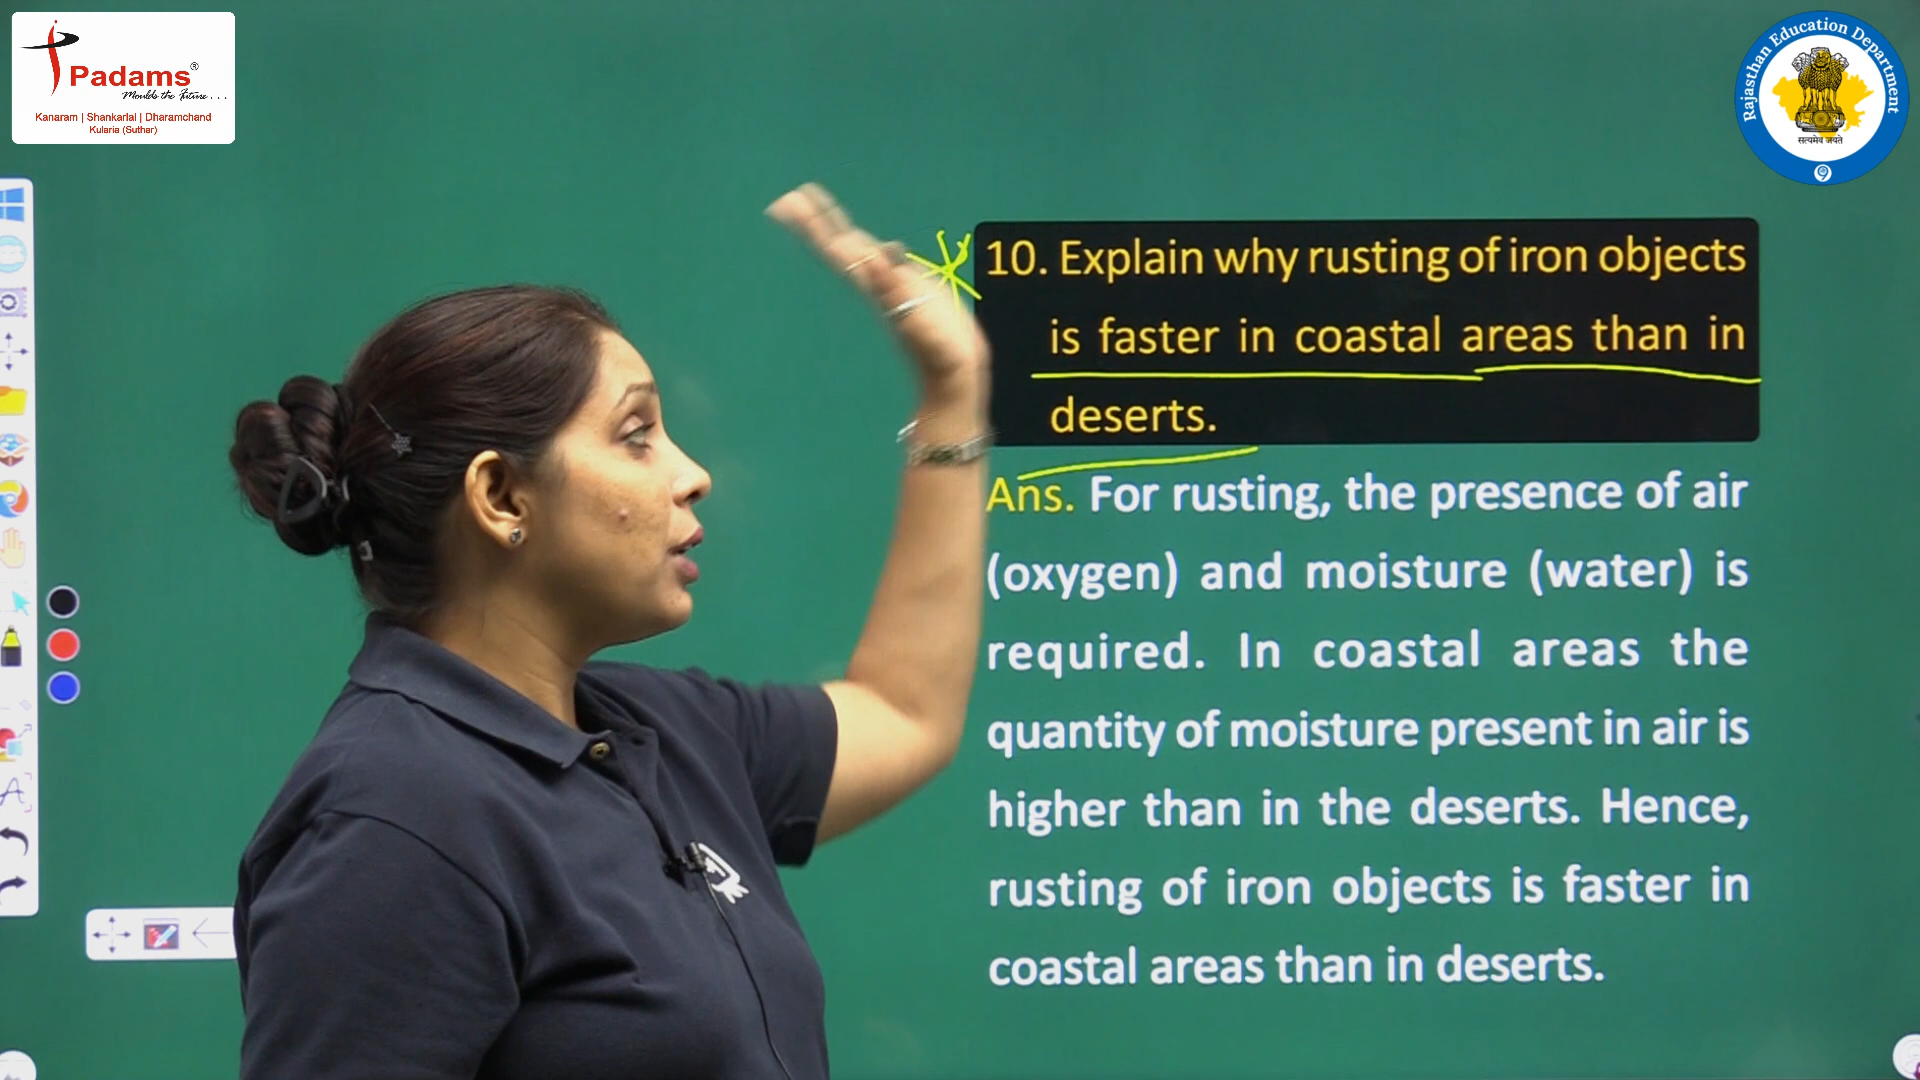 Padams®
Moulds the Future . . .
Kanaram | Shankarlal | Dharamchand
Kularia (Suthar)
Rajasthan Education Department
सत्यमेव जयते
10. Explain why rusting of iron objects
is faster in coastal areas than in
deserts.
Ans. For rusting, the presence of air
(oxygen) and moisture (water) is
required. In coastal areas the
quantity of moisture present in air is
higher than in the deserts. Hence,
rusting of iron objects is faster in
coastal areas than in deserts.